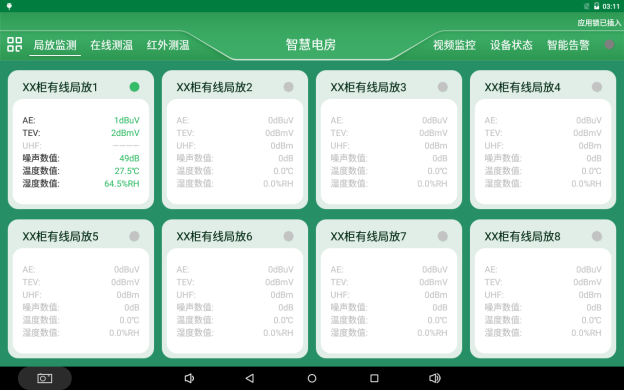 03:11
应用锁已插入
局放监测 在线测温 红外测温 智慧电房 视频监控 设备状态 智能告警
XX柜有线局放1 XX柜有线局放2 XX柜有线局放3 XX柜有线局放4
AE: 1dBuV AE: 0dBuV AE: 0dBuV AE: 0dBuV
TEV: 2dBmV TEV: 0dBmV TEV: 0dBmV TEV: 0dBmV
UHF: ———— UHF: 0dBm UHF: 0dBm UHF: 0dBm
噪声数值: 49dB 噪声数值: 0dB 噪声数值: 0dB 噪声数值: 0dB
温度数值: 27.5℃ 温度数值: 0.0℃ 温度数值: 0.0℃ 温度数值: 0.0℃
湿度数值: 64.5%RH 湿度数值: 0.0%RH 湿度数值: 0.0%RH 湿度数值: 0.0%RH
XX柜有线局放5 XX柜有线局放6 XX柜有线局放7 XX柜有线局放8
AE: 0dBuV AE: 0dBuV AE: 0dBuV AE: 0dBuV
TEV: 0dBmV TEV: 0dBmV TEV: 0dBmV TEV: 0dBmV
UHF: 0dBm UHF: 0dBm UHF: 0dBm UHF: 0dBm
噪声数值: 0dB 噪声数值: 0dB 噪声数值: 0dB 噪声数值: 0dB
温度数值: 0.0℃ 温度数值: 0.0℃ 温度数值: 0.0℃ 温度数值: 0.0℃
湿度数值: 0.0%RH 湿度数值: 0.0%RH 湿度数值: 0.0%RH 湿度数值: 0.0%RH